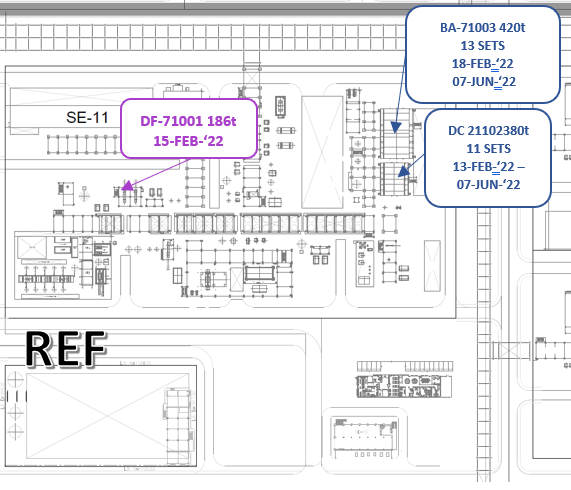 BA-71003 420t
13 SETS
18-FEB-‘22
07-JUN-‘22
SE-11
DF-71001 186t
15-FEB-‘22
DC 21102380t
11 SETS
13-FEB-‘22 –
07-JUN-‘22
REF